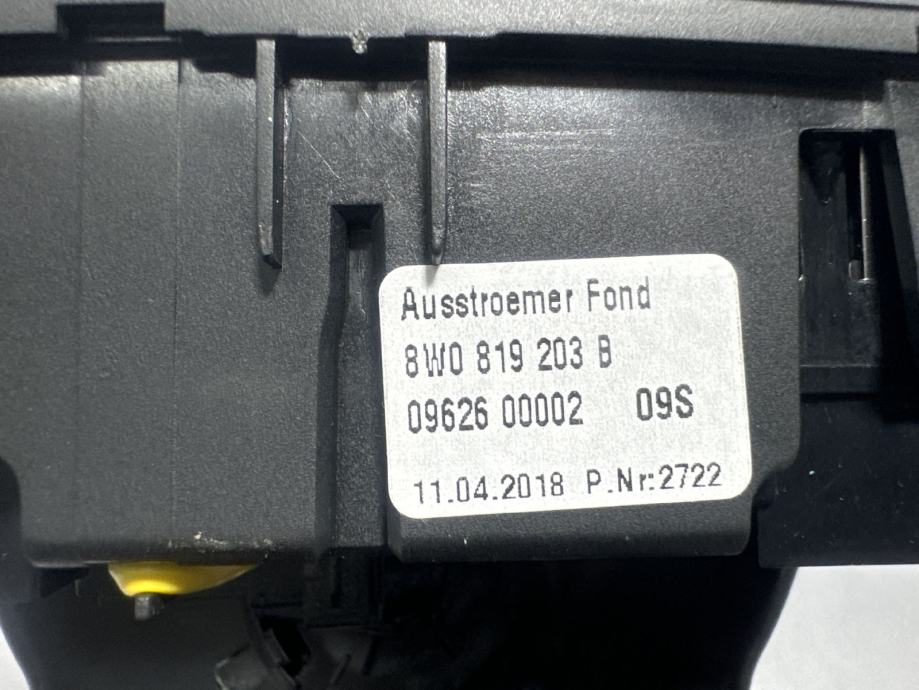 Ausstroemer Fond
8W0 819 203 B
09626 00002 09S
11.04.2018 P.Nr:2722